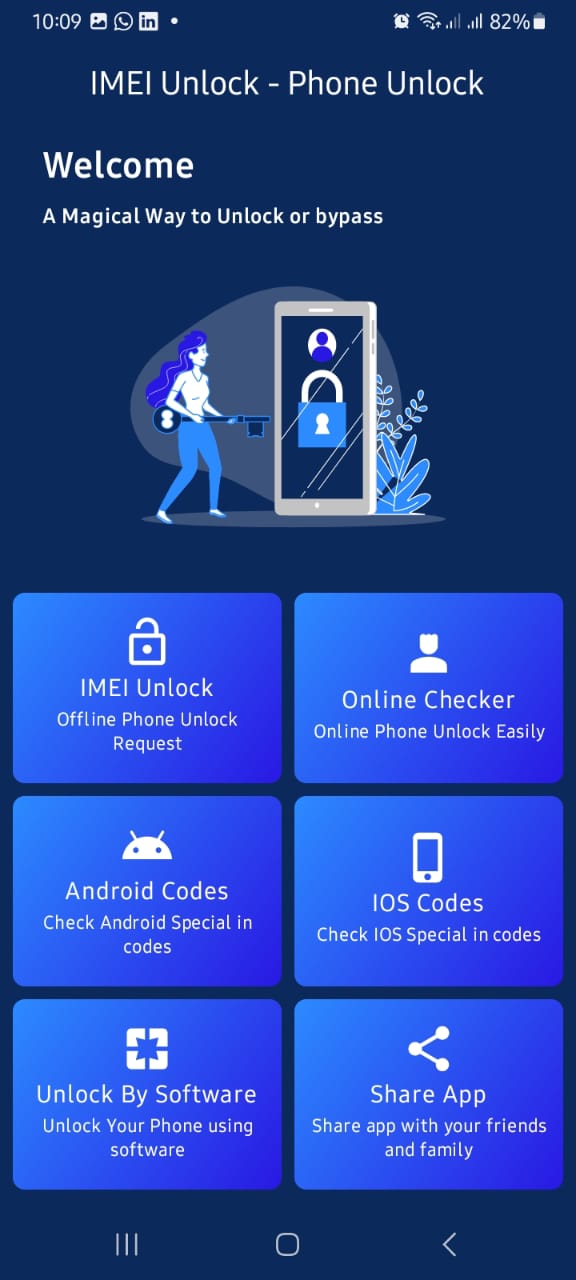 10:09 in • 82%
IMEI Unlock - Phone Unlock
Welcome
A Magical Way to Unlock or bypass
IMEI Unlock
Offline Phone Unlock
Request
Online Checker
Online Phone Unlock Easily
Android Codes
Check Android Special in
codes
IOS Codes
Check IOS Special in codes
Unlock By Software
Unlock Your Phone using
software
Share App
Share app with your friends
and family